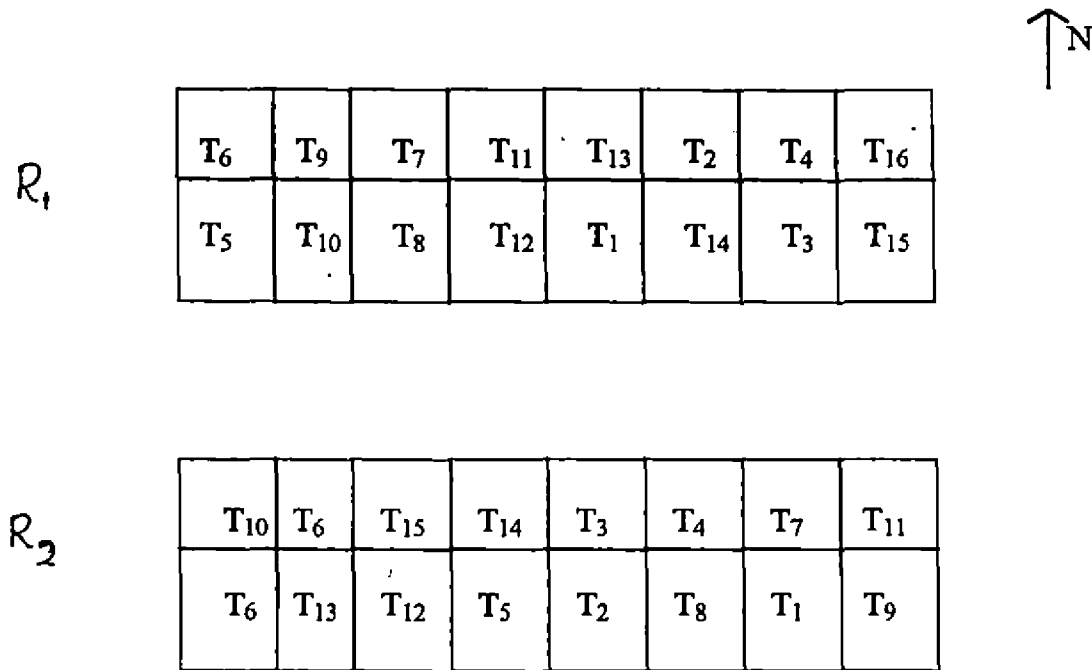 N
T₆ T₉ T₇ T₁₁ T₁₃ T₂ T₄ T₁₆
R₁
T₅ T₁₀ T₈ T₁₂ T₁ T₁₄ T₃ T₁₅
T₁₀ T₆ T₁₅ T₁₄ T₃ T₄ T₇ T₁₁
R₂
T₆ T₁₃ T₁₂ T₅ T₂ T₈ T₁ T₉